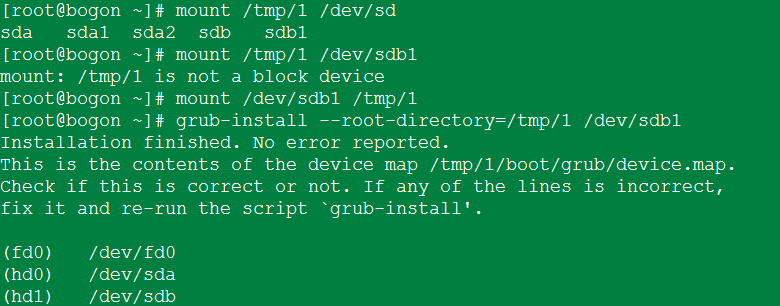 [root@bogon ~]# mount /tmp/1 /dev/sd
sda   sda1  sda2  sdb   sdb1
[root@bogon ~]# mount /tmp/1 /dev/sdb1
mount: /tmp/1 is not a block device
[root@bogon ~]# mount /dev/sdb1 /tmp/1
[root@bogon ~]# grub-install --root-directory=/tmp/1 /dev/sdb1
Installation finished. No error reported.
This is the contents of the device map /tmp/1/boot/grub/device.map.
Check if this is correct or not. If any of the lines is incorrect,
fix it and re-run the script `grub-install'.

(fd0)   /dev/fd0
(hd0)   /dev/sda
(hd1)   /dev/sdb